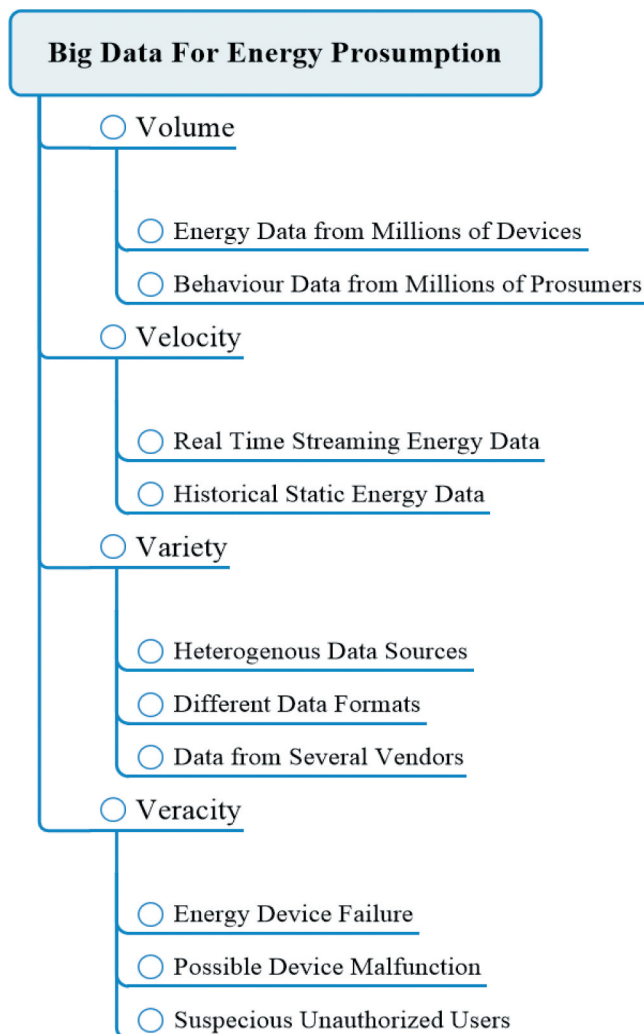 Big Data For Energy Prosumption
Volume
Energy Data from Millions of Devices
Behaviour Data from Millions of Prosumers
Velocity
Real Time Streaming Energy Data
Historical Static Energy Data
Variety
Heterogenous Data Sources
Different Data Formats
Data from Several Vendors
Veracity
Energy Device Failure
Possible Device Malfunction
Suspecious Unauthorized Users